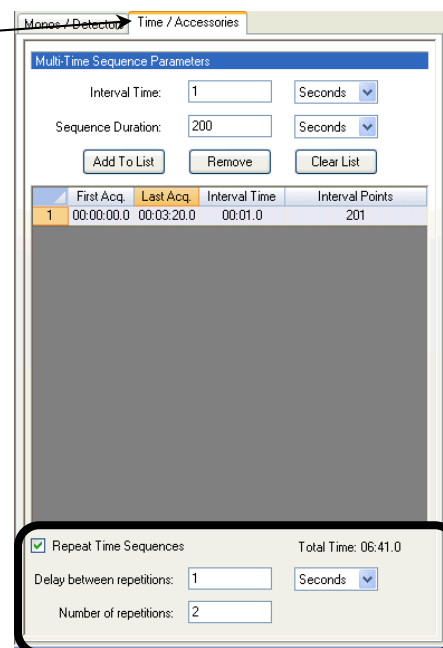 Monos / Detectors Time / Accessories
Multi-Time Sequence Parameters
Interval Time: 1 Seconds
Sequence Duration: 200 Seconds
Add To List Remove Clear List
First Acq. Last Acq. Interval Time Interval Points
1 00:00:00.0 00:03:20.0 00:01.0 201
Repeat Time Sequences Total Time: 06:41.0
Delay between repetitions: 1 Seconds
Number of repetitions: 2